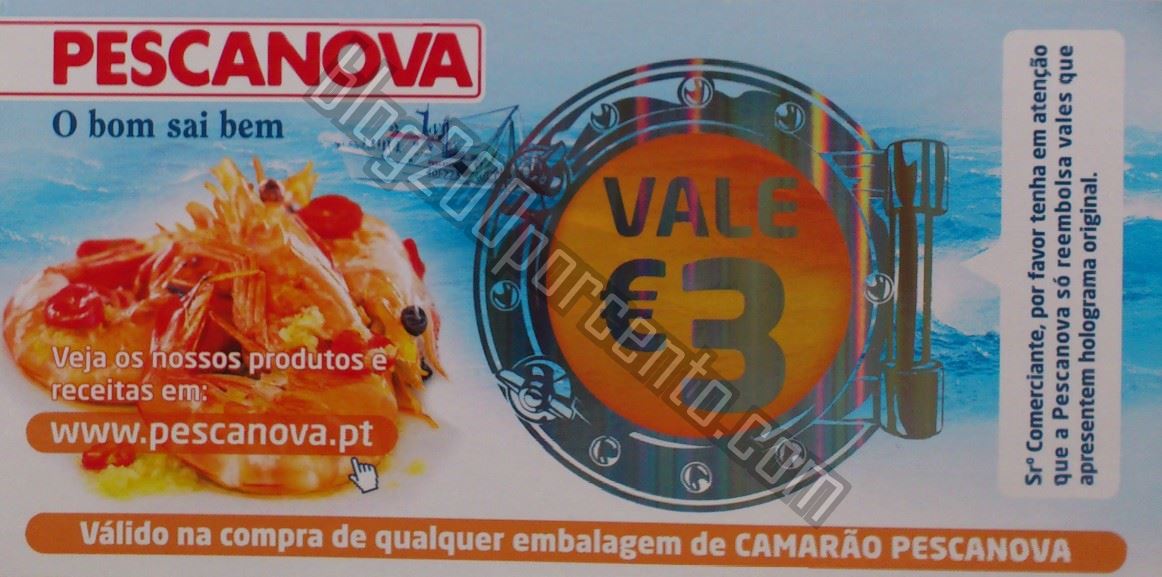 PESCANOVA
O bom sai bem
VALE
€3
Veja os nossos produtos e
receitas em:
www.pescanova.pt
Srº Comerciante, por favor tenha em atenção
que a Pescanova só reembolsa vales que
apresentem holograma original.
Válido na compra de qualquer embalagem de CAMARÃO PESCANOVA
Blog200porcento.com